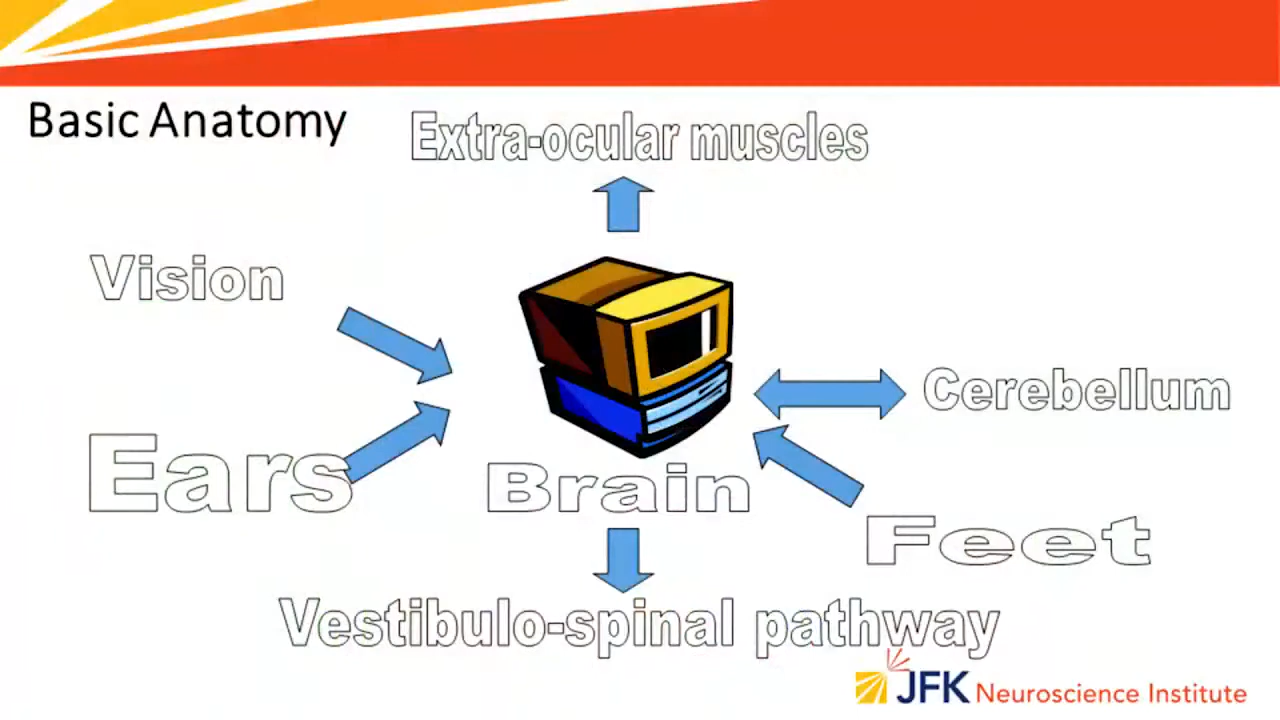 Basic Anatomy
Extra-ocular muscles
Vision
Cerebellum
Ears
Brain
Feet
Vestibulo-spinal pathway
JFK Neuroscience Institute